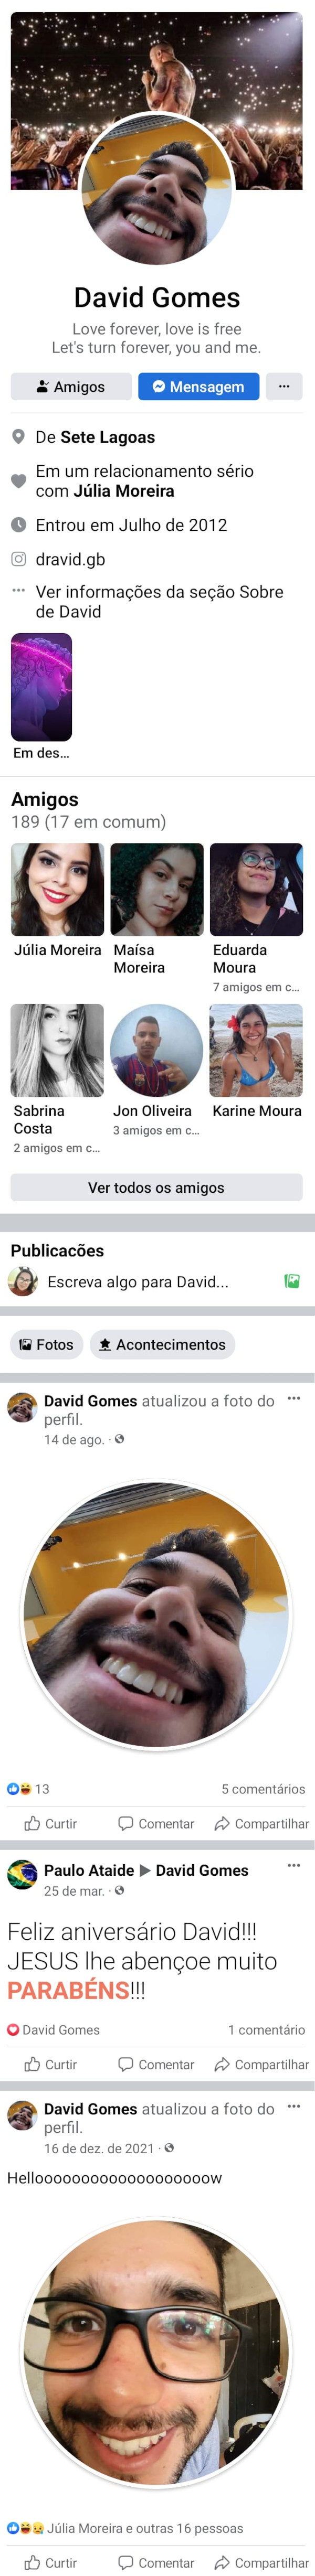 David Gomes
Love forever, love is free
Let's turn forever, you and me.
Amigos
Mensagem
De Sete Lagoas
Em um relacionamento sério
com Júlia Moreira
Entrou em Julho de 2012
dravid.gb
Ver informações da seção Sobre
de David
Em des...
Amigos
189 (17 em comum)
Júlia Moreira
Maísa
Moreira
Eduarda
Moura
7 amigos em c...
Sabrina
Costa
2 amigos em c...
Jon Oliveira
3 amigos em c...
Karine Moura
Ver todos os amigos
Publicacões
Escreva algo para David...
Fotos
Acontecimentos
David Gomes atualizou a foto do
perfil.
14 de ago. ·
13
5 comentários
Curtir
Comentar
Compartilhar
Paulo Ataide ▶ David Gomes
25 de mar. ·
Feliz aniversário David!!!
JESUS lhe abençoe muito
PARABÉNS!!!
David Gomes
1 comentário
Curtir
Comentar
Compartilhar
David Gomes atualizou a foto do
perfil.
16 de dez. de 2021 ·
Helloooooooooooooooooooow
Júlia Moreira e outras 16 pessoas
Curtir
Comentar
Compartilhar